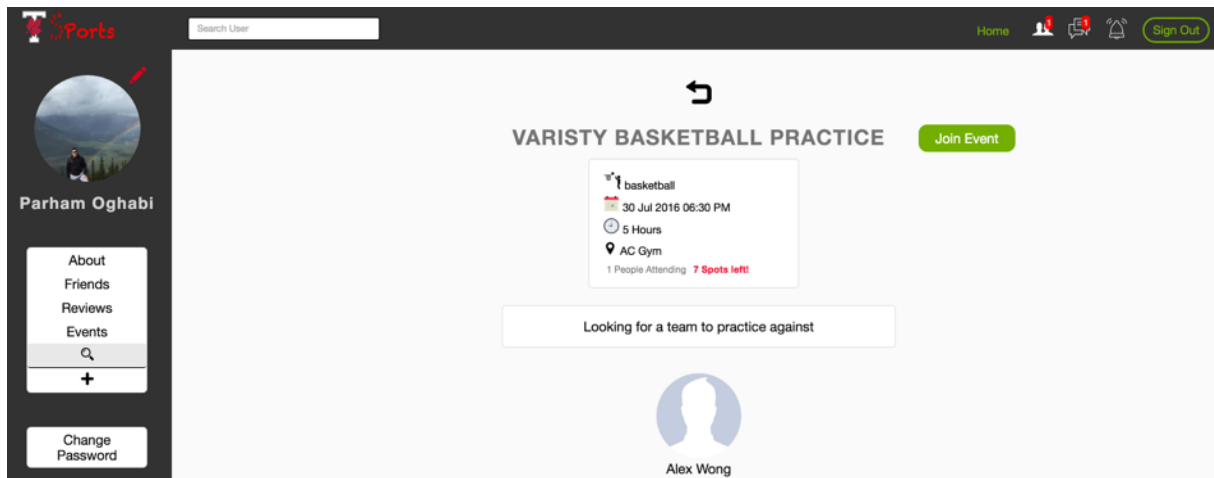 T SPorts
Search User
Home
1
1
Sign Out
Parham Oghabi
About
Friends
Reviews
Events
Change
Password
VARISTY BASKETBALL PRACTICE
Join Event
basketball
30 Jul 2016 06:30 PM
5 Hours
AC Gym
1 People Attending 7 Spots left!
Looking for a team to practice against
Alex Wong